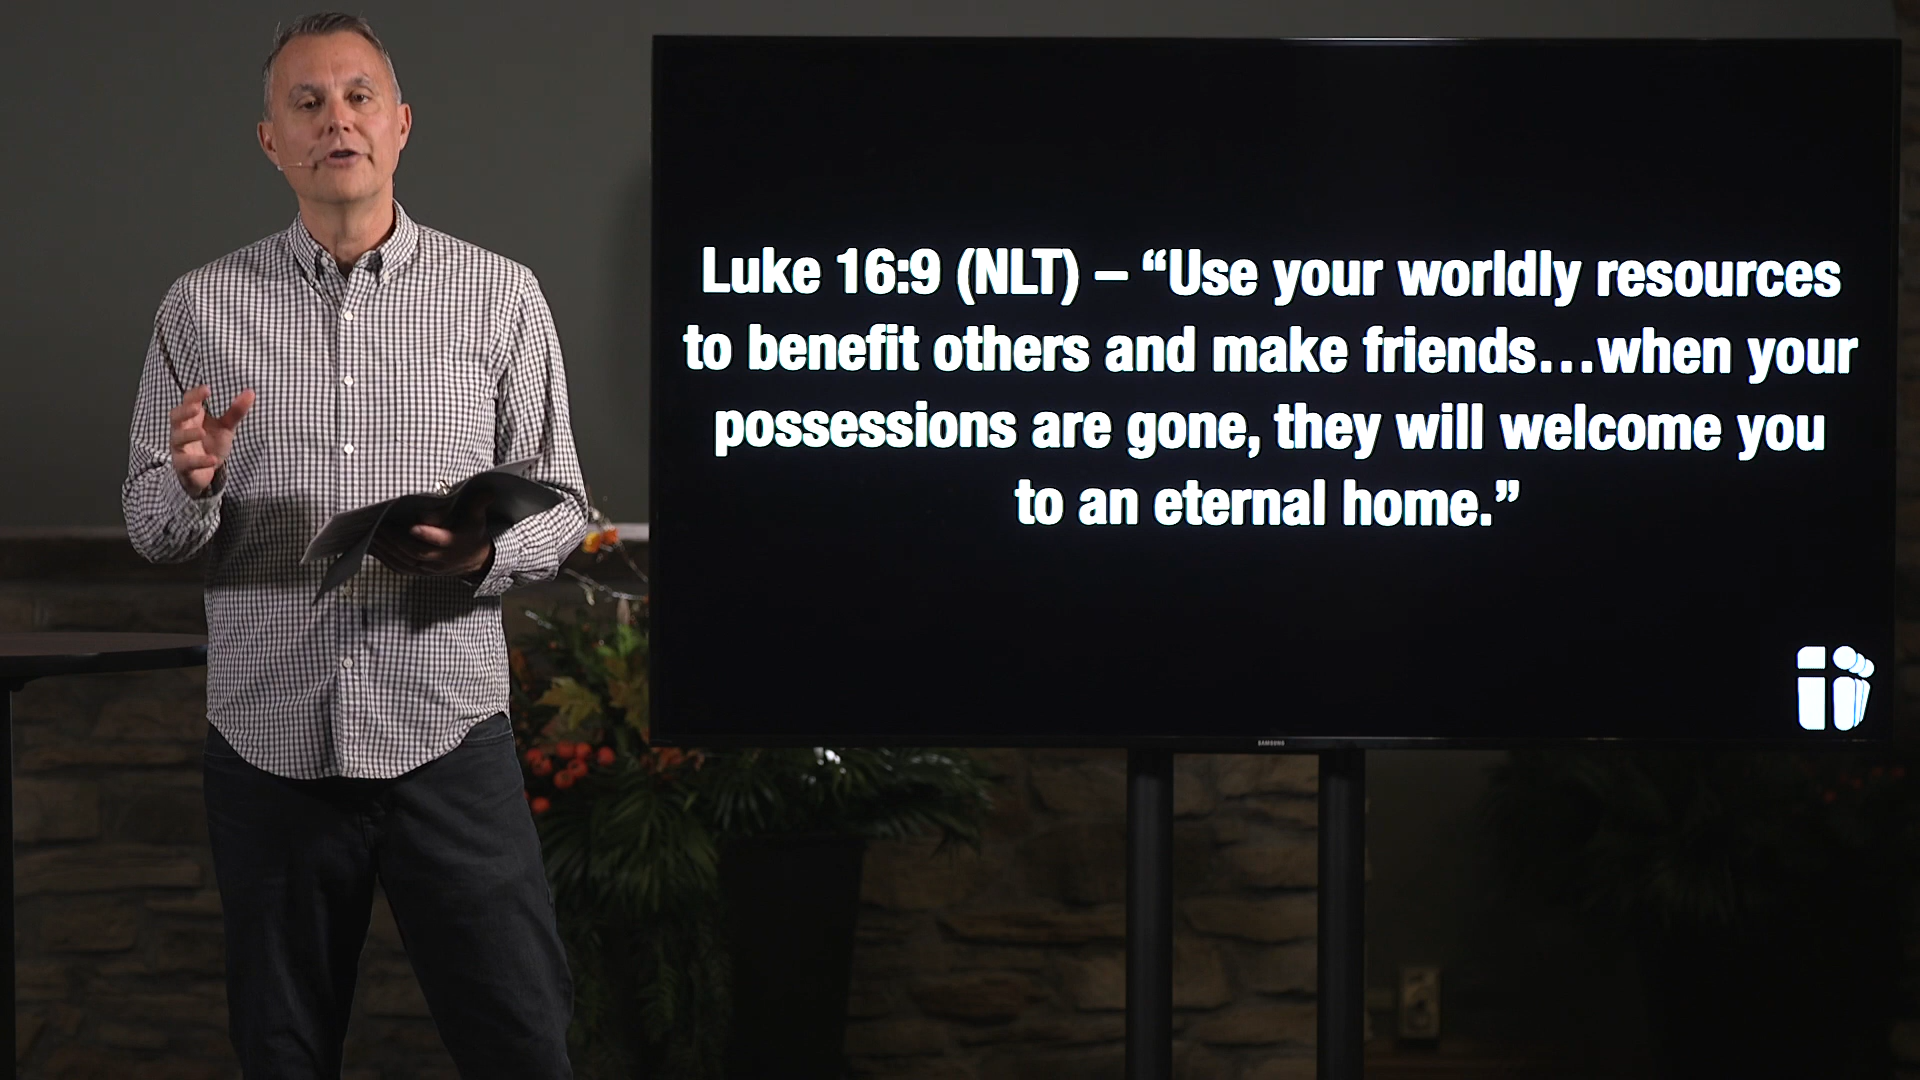 Luke 16:9 (NLT) – “Use your worldly resources
to benefit others and make friends…when your
possessions are gone, they will welcome you
to an eternal home.”
SAMSUNG